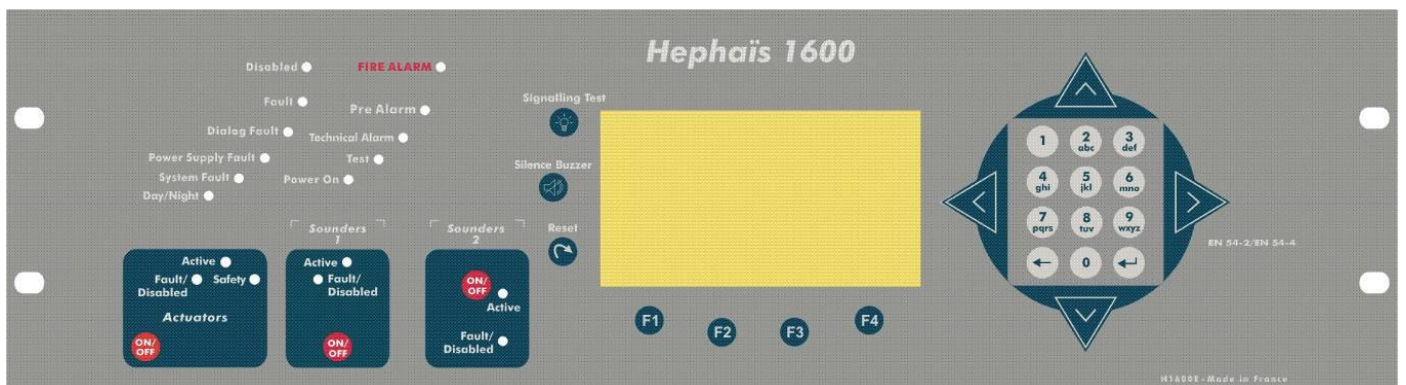 Hephaïs 1600
Disabled
FIRE ALARM
Fault
Pre Alarm
Dialog Fault
Technical Alarm
Power Supply Fault
Test
System Fault
Power On
Day/Night
Signalling Test
Silence Buzzer
Reset
Active
Fault/
Disabled
Safety
Actuators
ON/
OFF
Sounders
1
Active
Fault/
Disabled
ON/
OFF
Sounders
2
ON/
OFF
Active
Fault/
Disabled
F1
F2
F3
F4
1
2
abc
3
def
4
ghi
5
jkl
6
mno
7
pqrs
8
tuv
9
wxyz
0
EN 54-2/EN 54-4
H1600E-Made in France